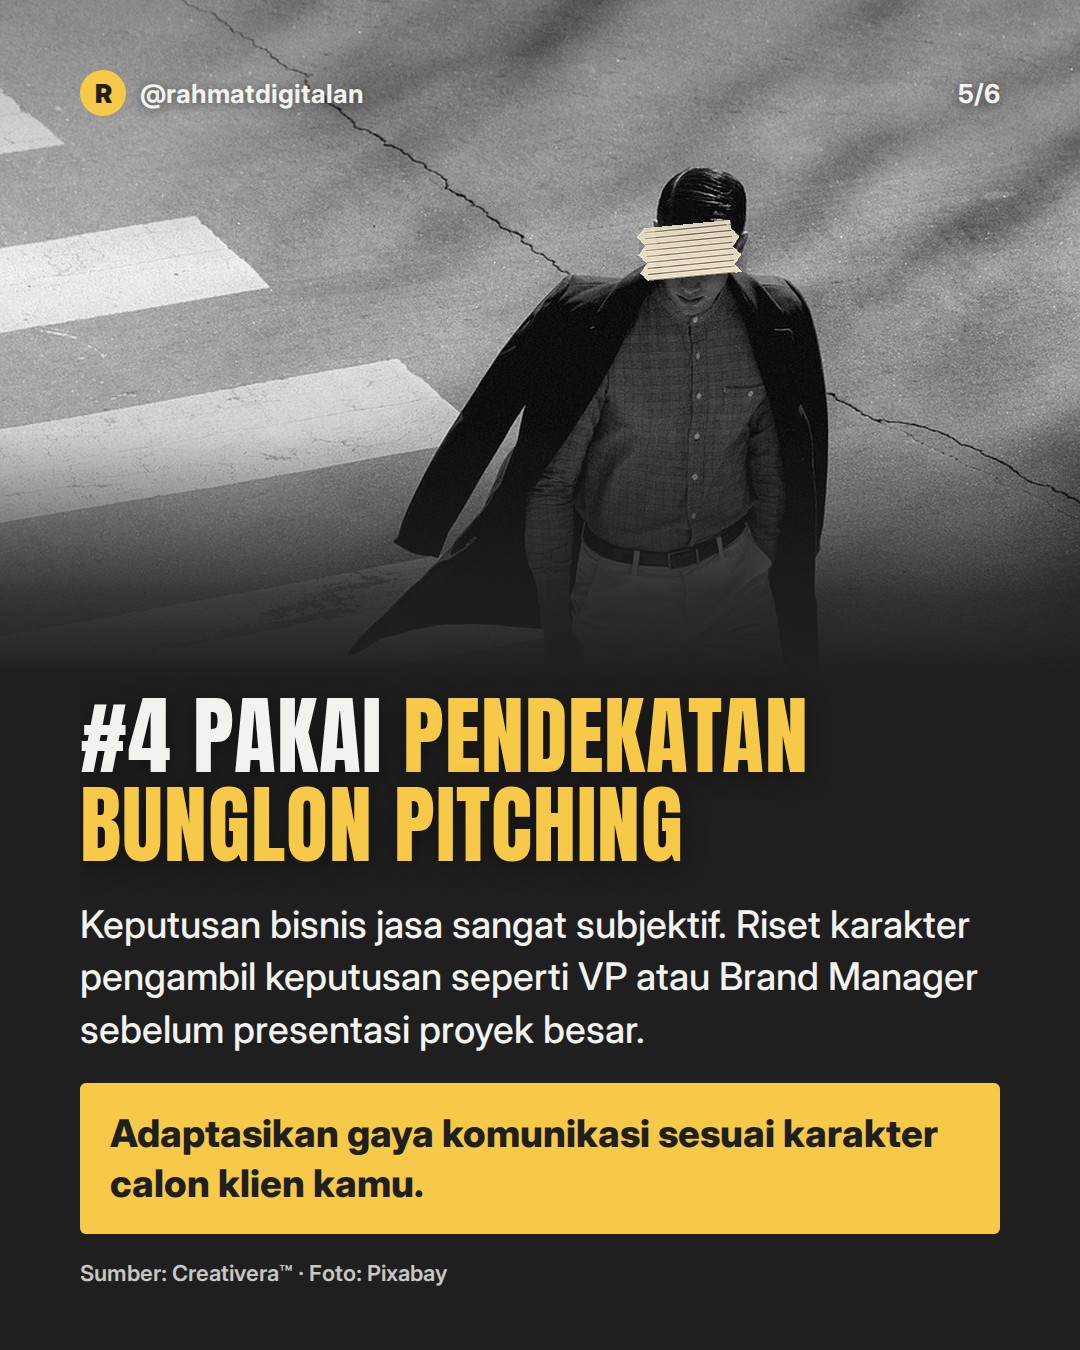 R @rahmatdigitalan
5/6
#4 PAKAI PENDEKATAN
BUNGLON PITCHING
Keputusan bisnis jasa sangat subjektif. Riset karakter
pengambil keputusan seperti VP atau Brand Manager
sebelum presentasi proyek besar.
Adaptasikan gaya komunikasi sesuai karakter
calon klien kamu.
Sumber: Creativera™ · Foto: Pixabay